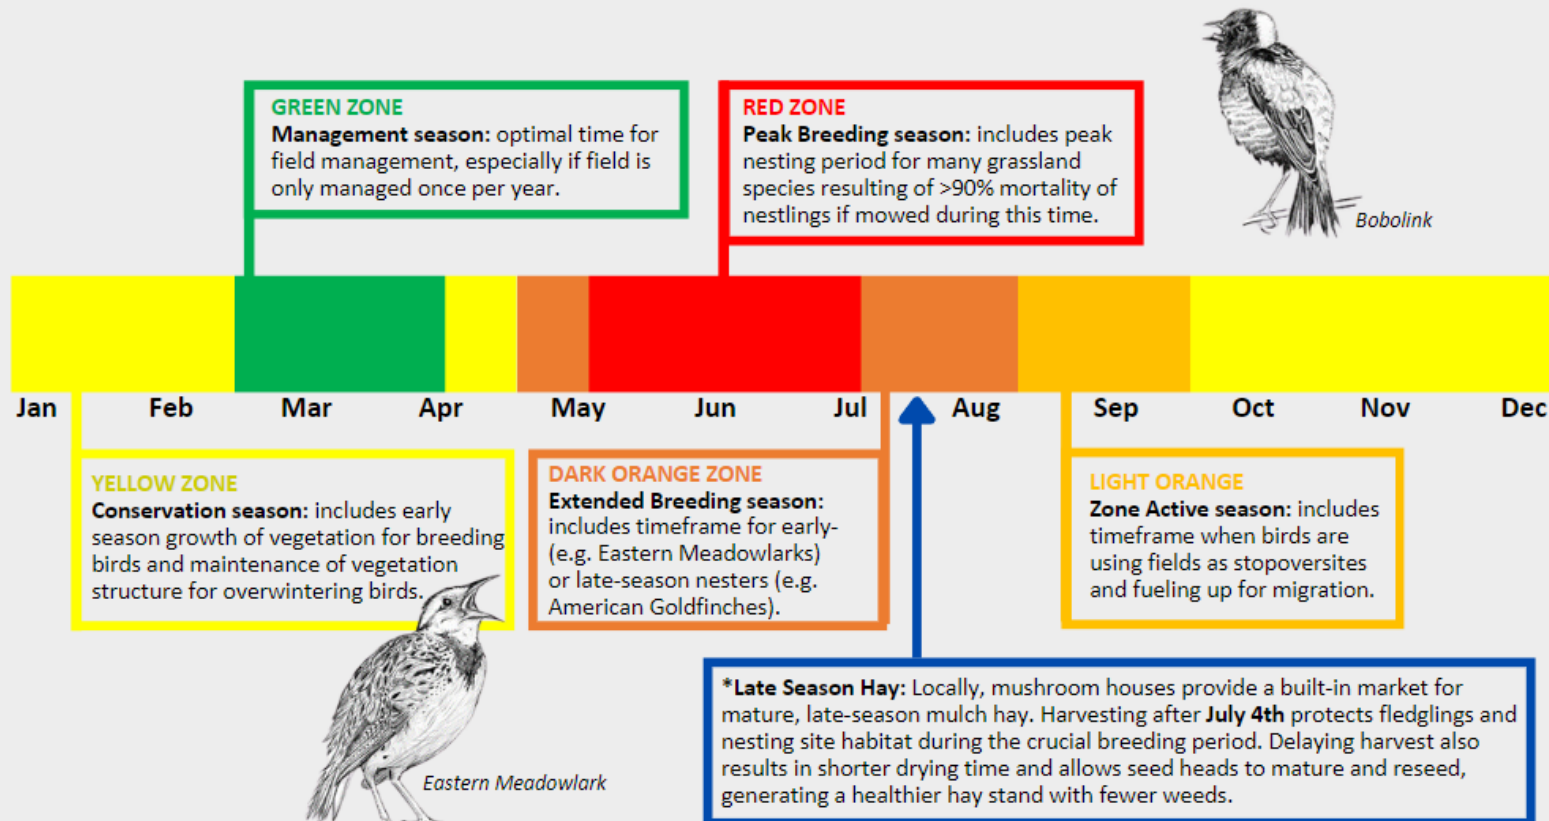 GREEN ZONE
Management season: optimal time for
field management, especially if field is
only managed once per year.
RED ZONE
Peak Breeding season: includes peak
nesting period for many grassland
species resulting of >90% mortality of
nestlings if mowed during this time.
Bobolink
Jan Feb Mar Apr May Jun Jul Aug Sep Oct Nov Dec
YELLOW ZONE
Conservation season: includes early
season growth of vegetation for breeding
birds and maintenance of vegetation
structure for overwintering birds.
DARK ORANGE ZONE
Extended Breeding season:
includes timeframe for early-
(e.g. Eastern Meadowlarks)
or late-season nesters (e.g.
American Goldfinches).
LIGHT ORANGE
Zone Active season: includes
timeframe when birds are
using fields as stopoversites
and fueling up for migration.
Eastern Meadowlark
*Late Season Hay: Locally, mushroom houses provide a built-in market for
mature, late-season mulch hay. Harvesting after July 4th protects fledglings and
nesting site habitat during the crucial breeding period. Delaying harvest also
results in shorter drying time and allows seed heads to mature and reseed,
generating a healthier hay stand with fewer weeds.